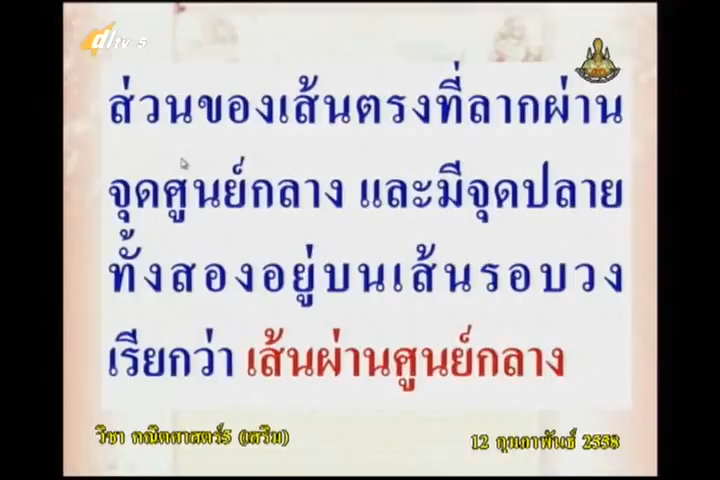 dltv 5
ส่วนของเส้นตรงที่ลากผ่าน
จุดศูนย์กลาง และมีจุดปลาย
ทั้งสองอยู่บนเส้นรอบวง
เรียกว่า เส้นผ่านศูนย์กลาง
วิชา คณิตศาสตร์5 (เสริม)
12 กุมภาพันธ์ 2558